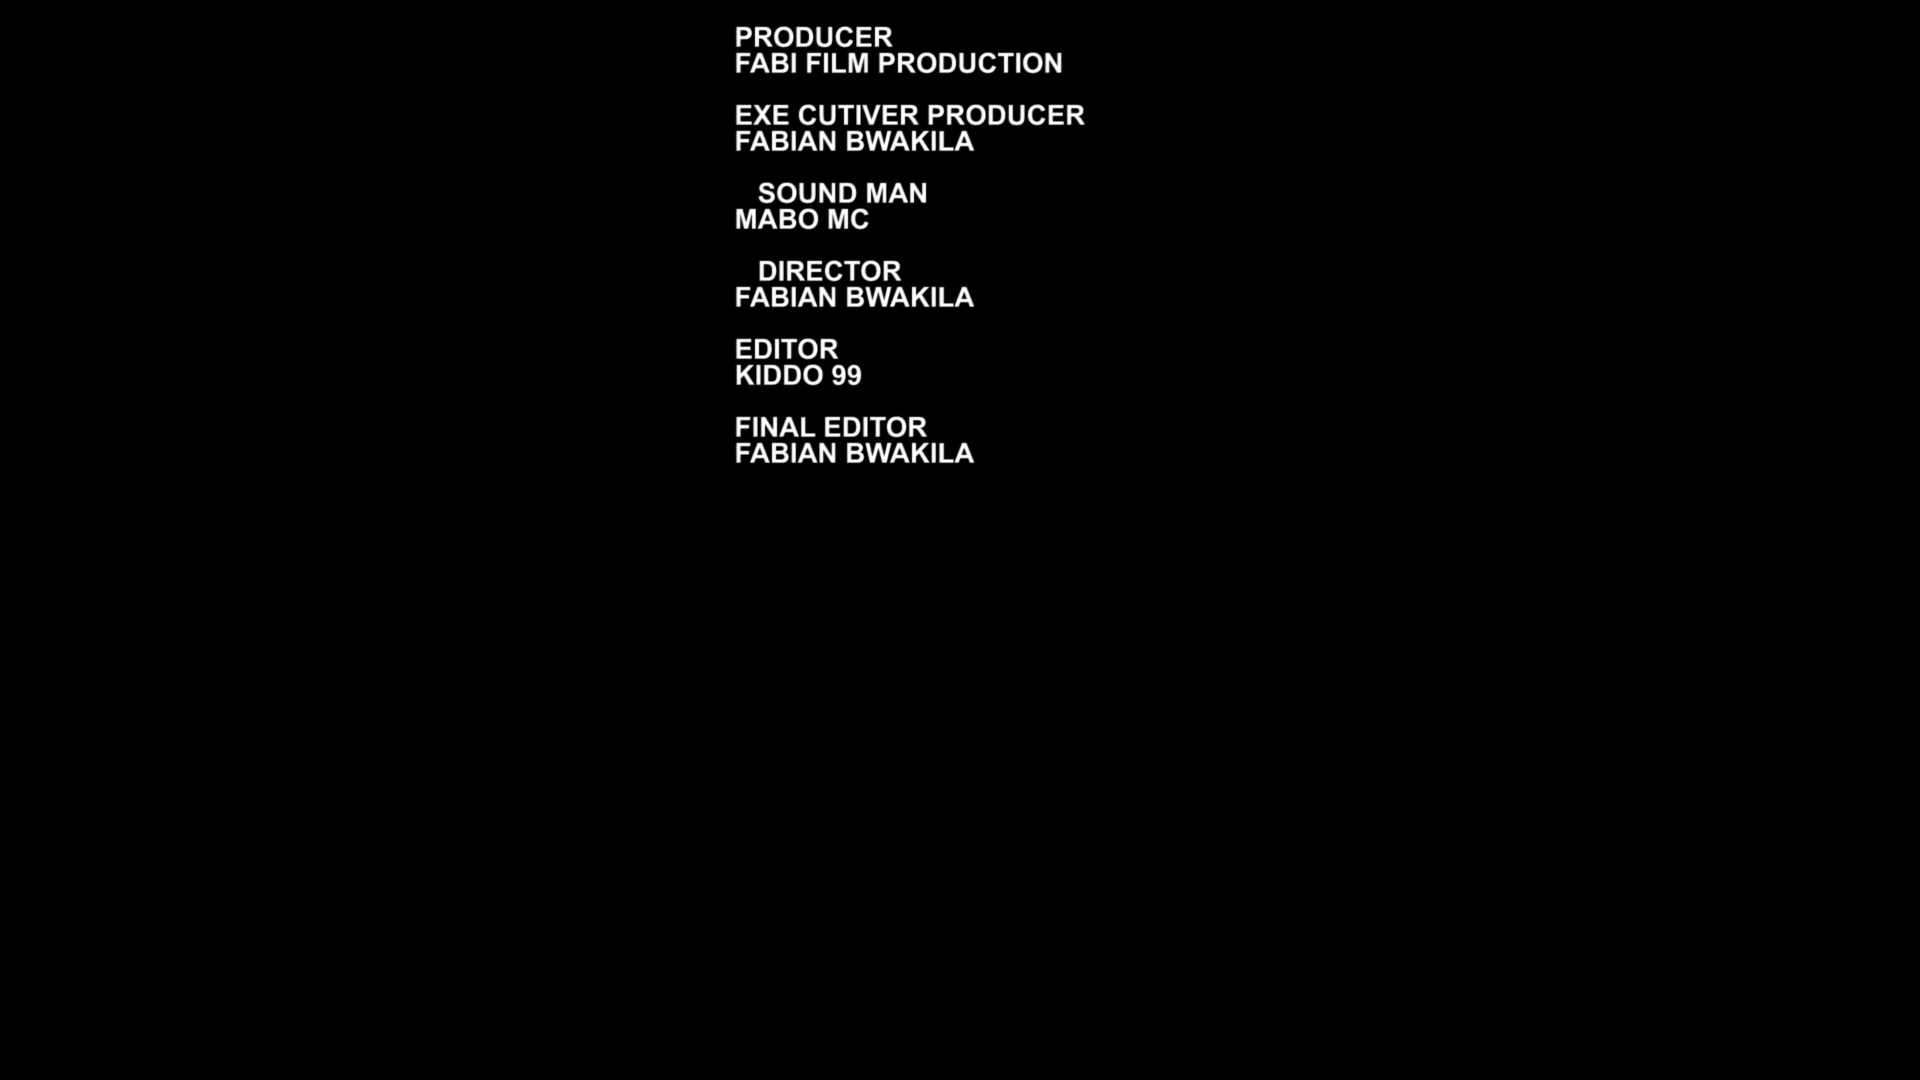 PRODUCER
FABI FILM PRODUCTION
EXE CUTIVER PRODUCER
FABIAN BWAKILA
SOUND MAN
MABO MC
DIRECTOR
FABIAN BWAKILA
EDITOR
KIDDO 99
FINAL EDITOR
FABIAN BWAKILA